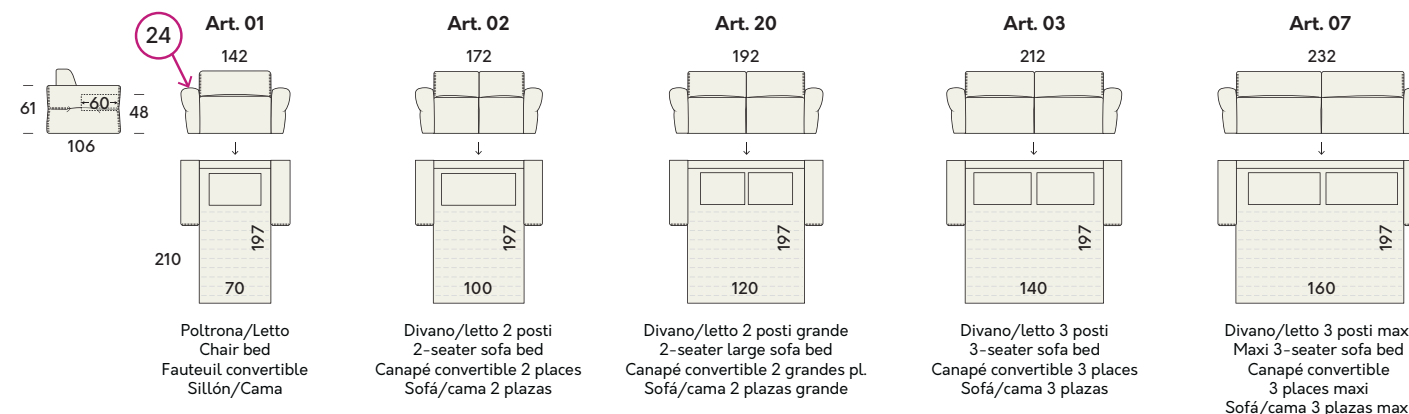 24
61
60
48
106
Art. 01
142
197
210
70
Poltrona/Letto
Chair bed
Fauteuil convertible
Sillón/Cama
Art. 02
172
197
100
Divano/letto 2 posti
2-seater sofa bed
Canapé convertible 2 places
Sofá/cama 2 plazas
Art. 20
192
197
120
Divano/letto 2 posti grande
2-seater large sofa bed
Canapé convertible 2 grandes pl.
Sofá/cama 2 plazas grande
Art. 03
212
197
140
Divano/letto 3 posti
3-seater sofa bed
Canapé convertible 3 places
Sofá/cama 3 plazas
Art. 07
232
197
160
Divano/letto 3 posti max
Maxi 3-seater sofa bed
Canapé convertible
3 places maxi
Sofá/cama 3 plazas max